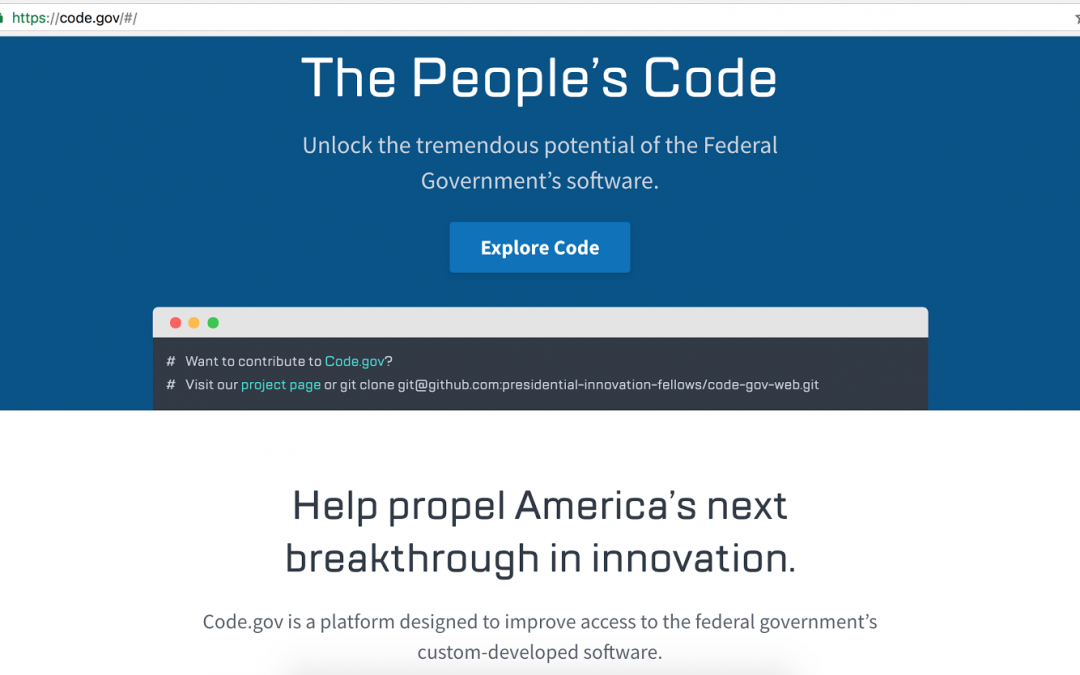 https://code.gov/#/
The People’s Code
Unlock the tremendous potential of the Federal
Government’s software.
Explore Code
# Want to contribute to Code.gov?
# Visit our project page or git clone git@github.com:presidential-innovation-fellows/code-gov-web.git
Help propel America’s next
breakthrough in innovation.
Code.gov is a platform designed to improve access to the federal government’s
custom-developed software.